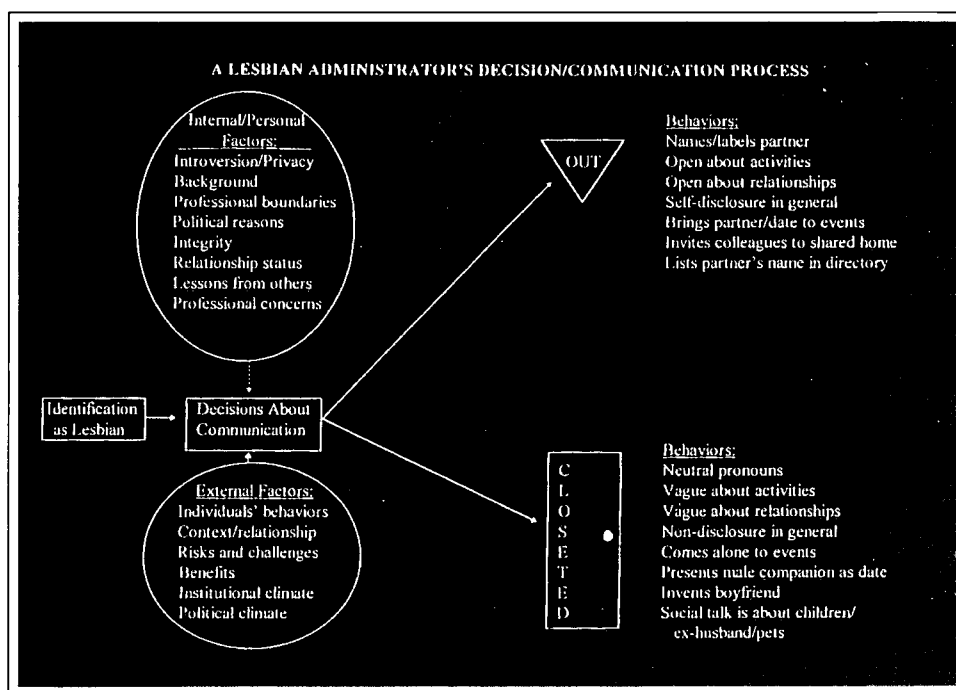 A LESBIAN ADMINISTRATOR'S DECISION/COMMUNICATION PROCESS
Internal/Personal
Factors:
Introversion/Privacy
Background
Professional boundaries
Political reasons
Integrity
Relationship status
Lessons from others
Professional concerns
OUT
Behaviors:
Names/labels partner
Open about activities
Open about relationships
Self-disclosure in general
Brings partner/date to events
Invites colleagues to shared home
Lists partner's name in directory
Identification
as Lesbian
Decisions About
Communication
External Factors:
Individuals' behaviors
Context/relationship
Risks and challenges
Benefits
Institutional climate
Political climate
C
L
O
S
E
T
E
D
Behaviors:
Neutral pronouns
Vague about activities
Vague about relationships
Non-disclosure in general
Comes alone to events
Presents male companion as date
Invents boyfriend
Social talk is about children/
ex-husband/pets